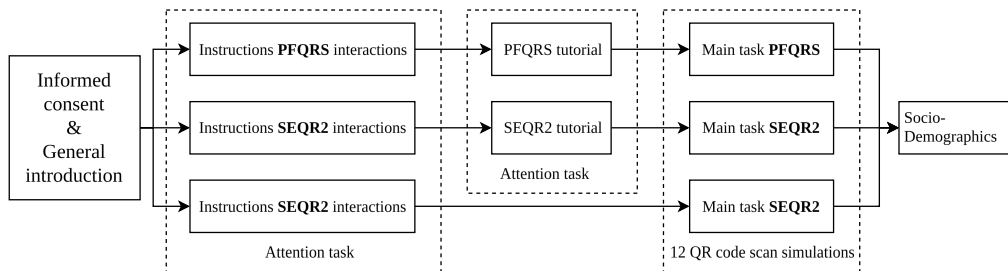 Informed
consent
&
General
introduction
Instructions PFQRS interactions
PFQRS tutorial
Main task PFQRS
Instructions SEQR2 interactions
SEQR2 tutorial
Main task SEQR2
Attention task
Instructions SEQR2 interactions
Main task SEQR2
Attention task
12 QR code scan simulations
Socio-
Demographics